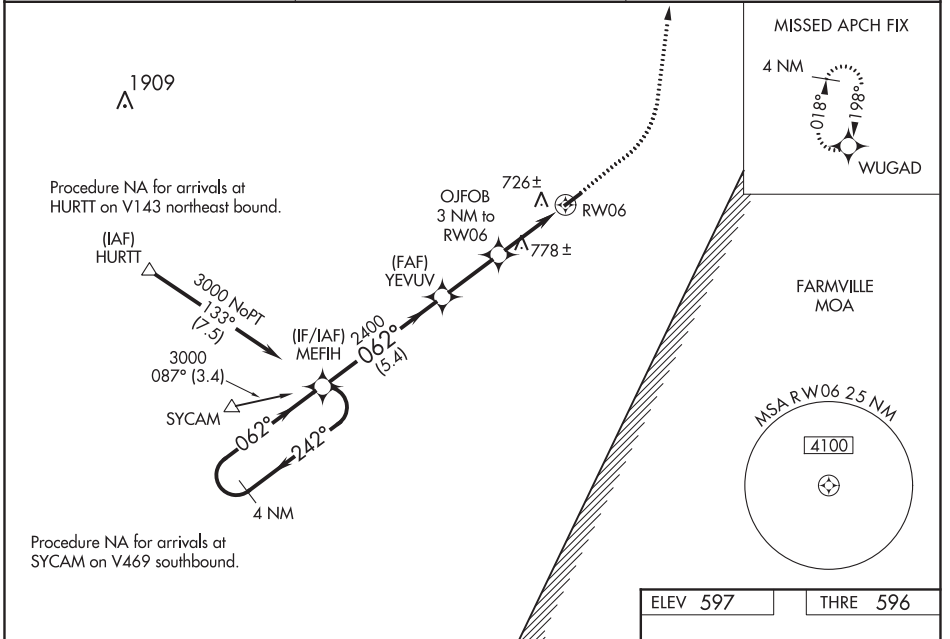 MISSED APCH FIX
4 NM
018°
198°
WUGAD
1909
Procedure NA for arrivals at
HURTT on V143 northeast bound.
(IAF)
HURTT
3000 NoPT
133°
(7.5)
3000
087° (3.4)
SYCAM
(IF/IAF)
MEFIH
2400
062°
(5.4)
(FAF)
YEVUV
OJFOB
3 NM to
RW06
726±
RW06
778±
062°
242°
4 NM
Procedure NA for arrivals at
SYCAM on V469 southbound.
FARMVILLE
MOA
MSA RW06 25 NM
4100
ELEV 597
THRE 596